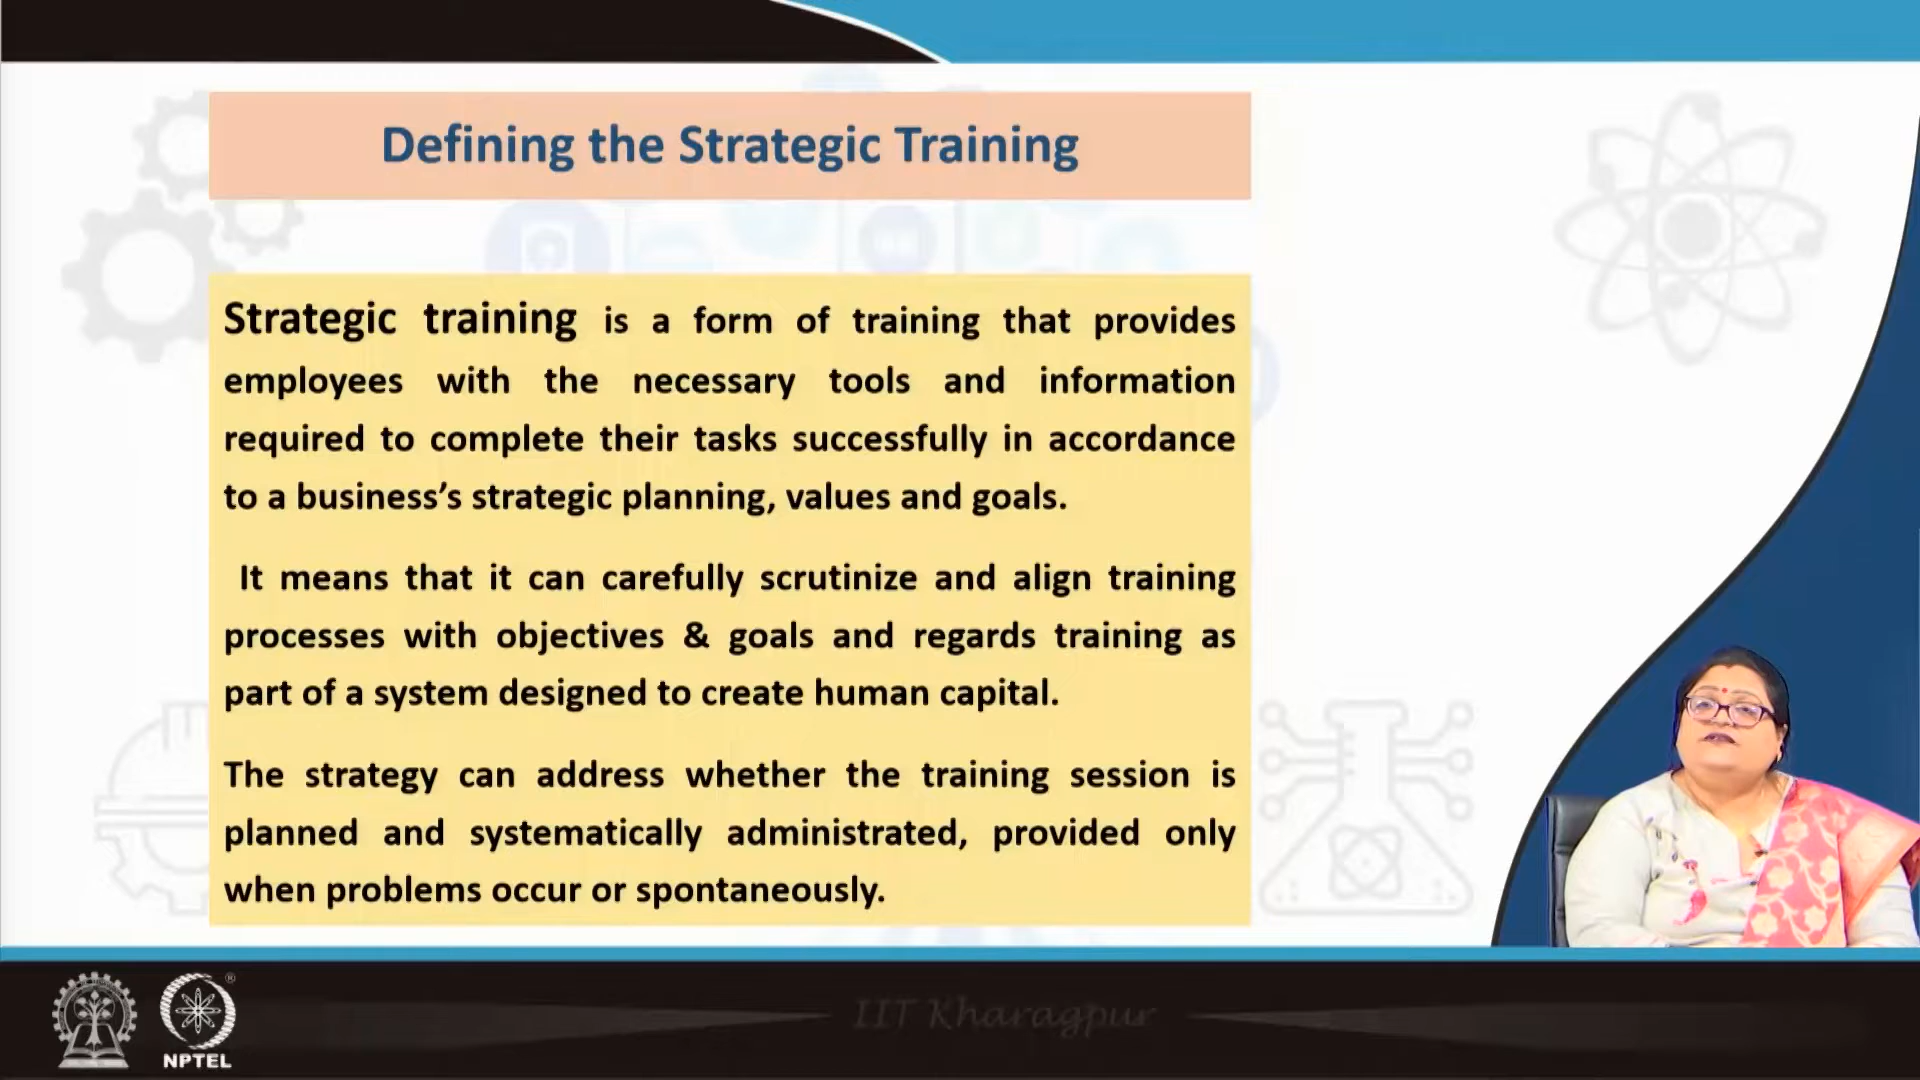 Defining the Strategic Training
Strategic training is a form of training that provides
employees with the necessary tools and information
required to complete their tasks successfully in accordance
to a business’s strategic planning, values and goals.
It means that it can carefully scrutinize and align training
processes with objectives & goals and regards training as
part of a system designed to create human capital.
The strategy can address whether the training session is
planned and systematically administrated, provided only
when problems occur or spontaneously.
IIT Kharagpur
®
NPTEL